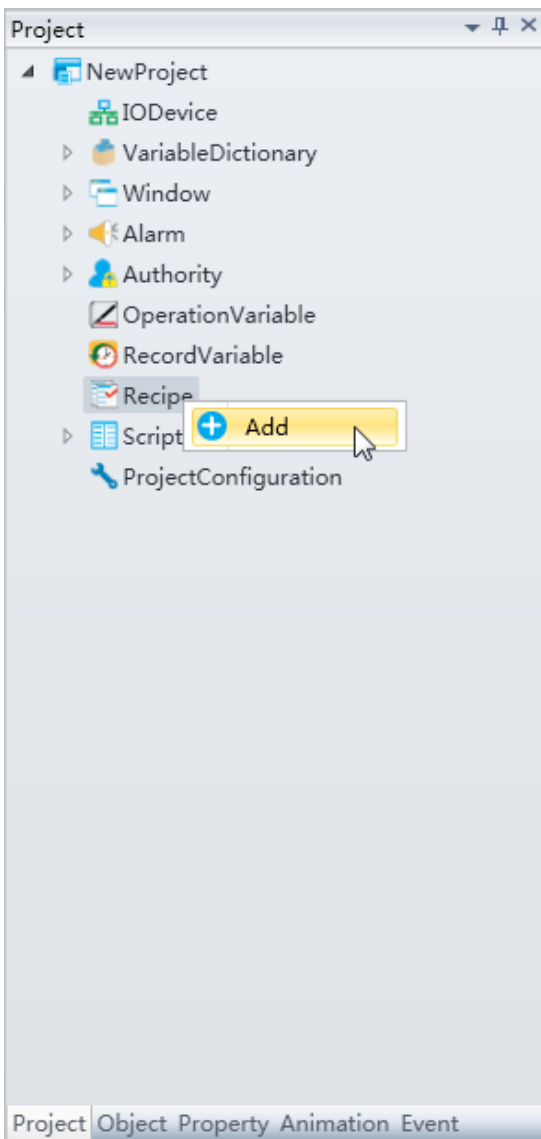 Project
NewProject
IODevice
VariableDictionary
Window
Alarm
Authority
OperationVariable
RecordVariable
Recipe
Script
Add
ProjectConfiguration
Project Object Property Animation Event